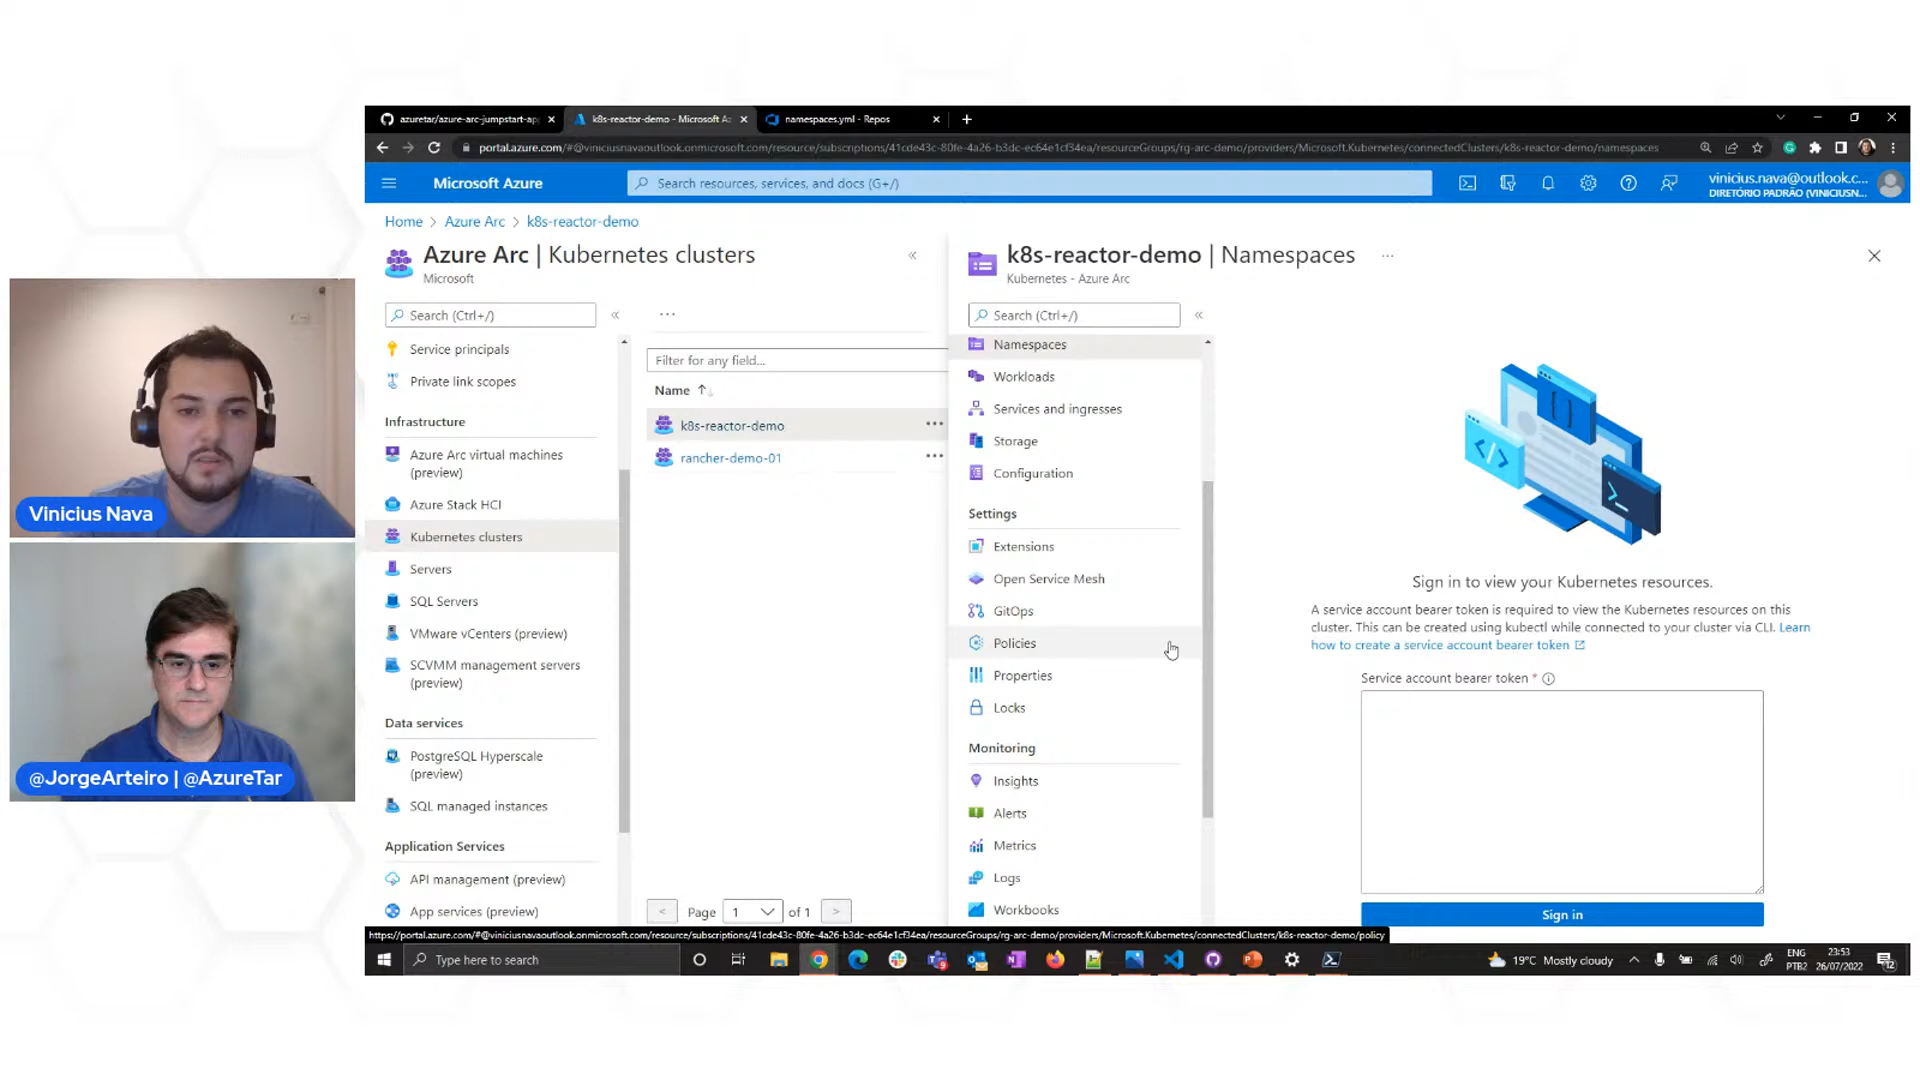 azuretar/azure-arc-jumpstart-ap
k8s-reactor-demo - Microsoft Az
namespaces.yml - Repos
portal.azure.com/#@viniciusnavaoutlook.onmicrosoft.com/resource/subscriptions/41cde43c-80fe-4a26-b3dc-ec64e1cf34ea/resourceGroups/rg-arc-demo/providers/Microsoft.Kubernetes/connectedClusters/k8s-reactor-demo/namespaces
Microsoft Azure
Search resources, services, and docs (G+/)
vinicius.nava@outlook.c...
DIRETÓRIO PADRÃO (VINICIUSN...
Home > Azure Arc > k8s-reactor-demo
Azure Arc | Kubernetes clusters
Microsoft
Search (Ctrl+/)
Service principals
Private link scopes
Infrastructure
Azure Arc virtual machines
(preview)
Azure Stack HCI
Kubernetes clusters
Servers
SQL Servers
VMware vCenters (preview)
SCVMM management servers
(preview)
Data services
PostgreSQL Hyperscale
(preview)
SQL managed instances
Application Services
API management (preview)
App services (preview)
Filter for any field...
Name
k8s-reactor-demo
rancher-demo-01
< Page 1 of 1 >
k8s-reactor-demo | Namespaces
Kubernetes - Azure Arc
Search (Ctrl+/)
Namespaces
Workloads
Services and ingresses
Storage
Configuration
Settings
Extensions
Open Service Mesh
GitOps
Policies
Properties
Locks
Monitoring
Insights
Alerts
Metrics
Logs
Workbooks
Sign in to view your Kubernetes resources.
A service account bearer token is required to view the Kubernetes resources on this
cluster. This can be created using kubectl while connected to your cluster via CLI. Learn
how to create a service account bearer token
Service account bearer token *
Sign in
https://portal.azure.com/#@viniciusnavaoutlook.onmicrosoft.com/resource/subscriptions/41cde43c-80fe-4a26-b3dc-ec64e1cf34ea/resourceGroups/rg-arc-demo/providers/Microsoft.Kubernetes/connectedClusters/k8s-reactor-demo/policy
Type here to search
19°C Mostly cloudy
ENG
PTB2
23:53
26/07/2022
12
Vinicius Nava
@JorgeArteiro | @AzureTar